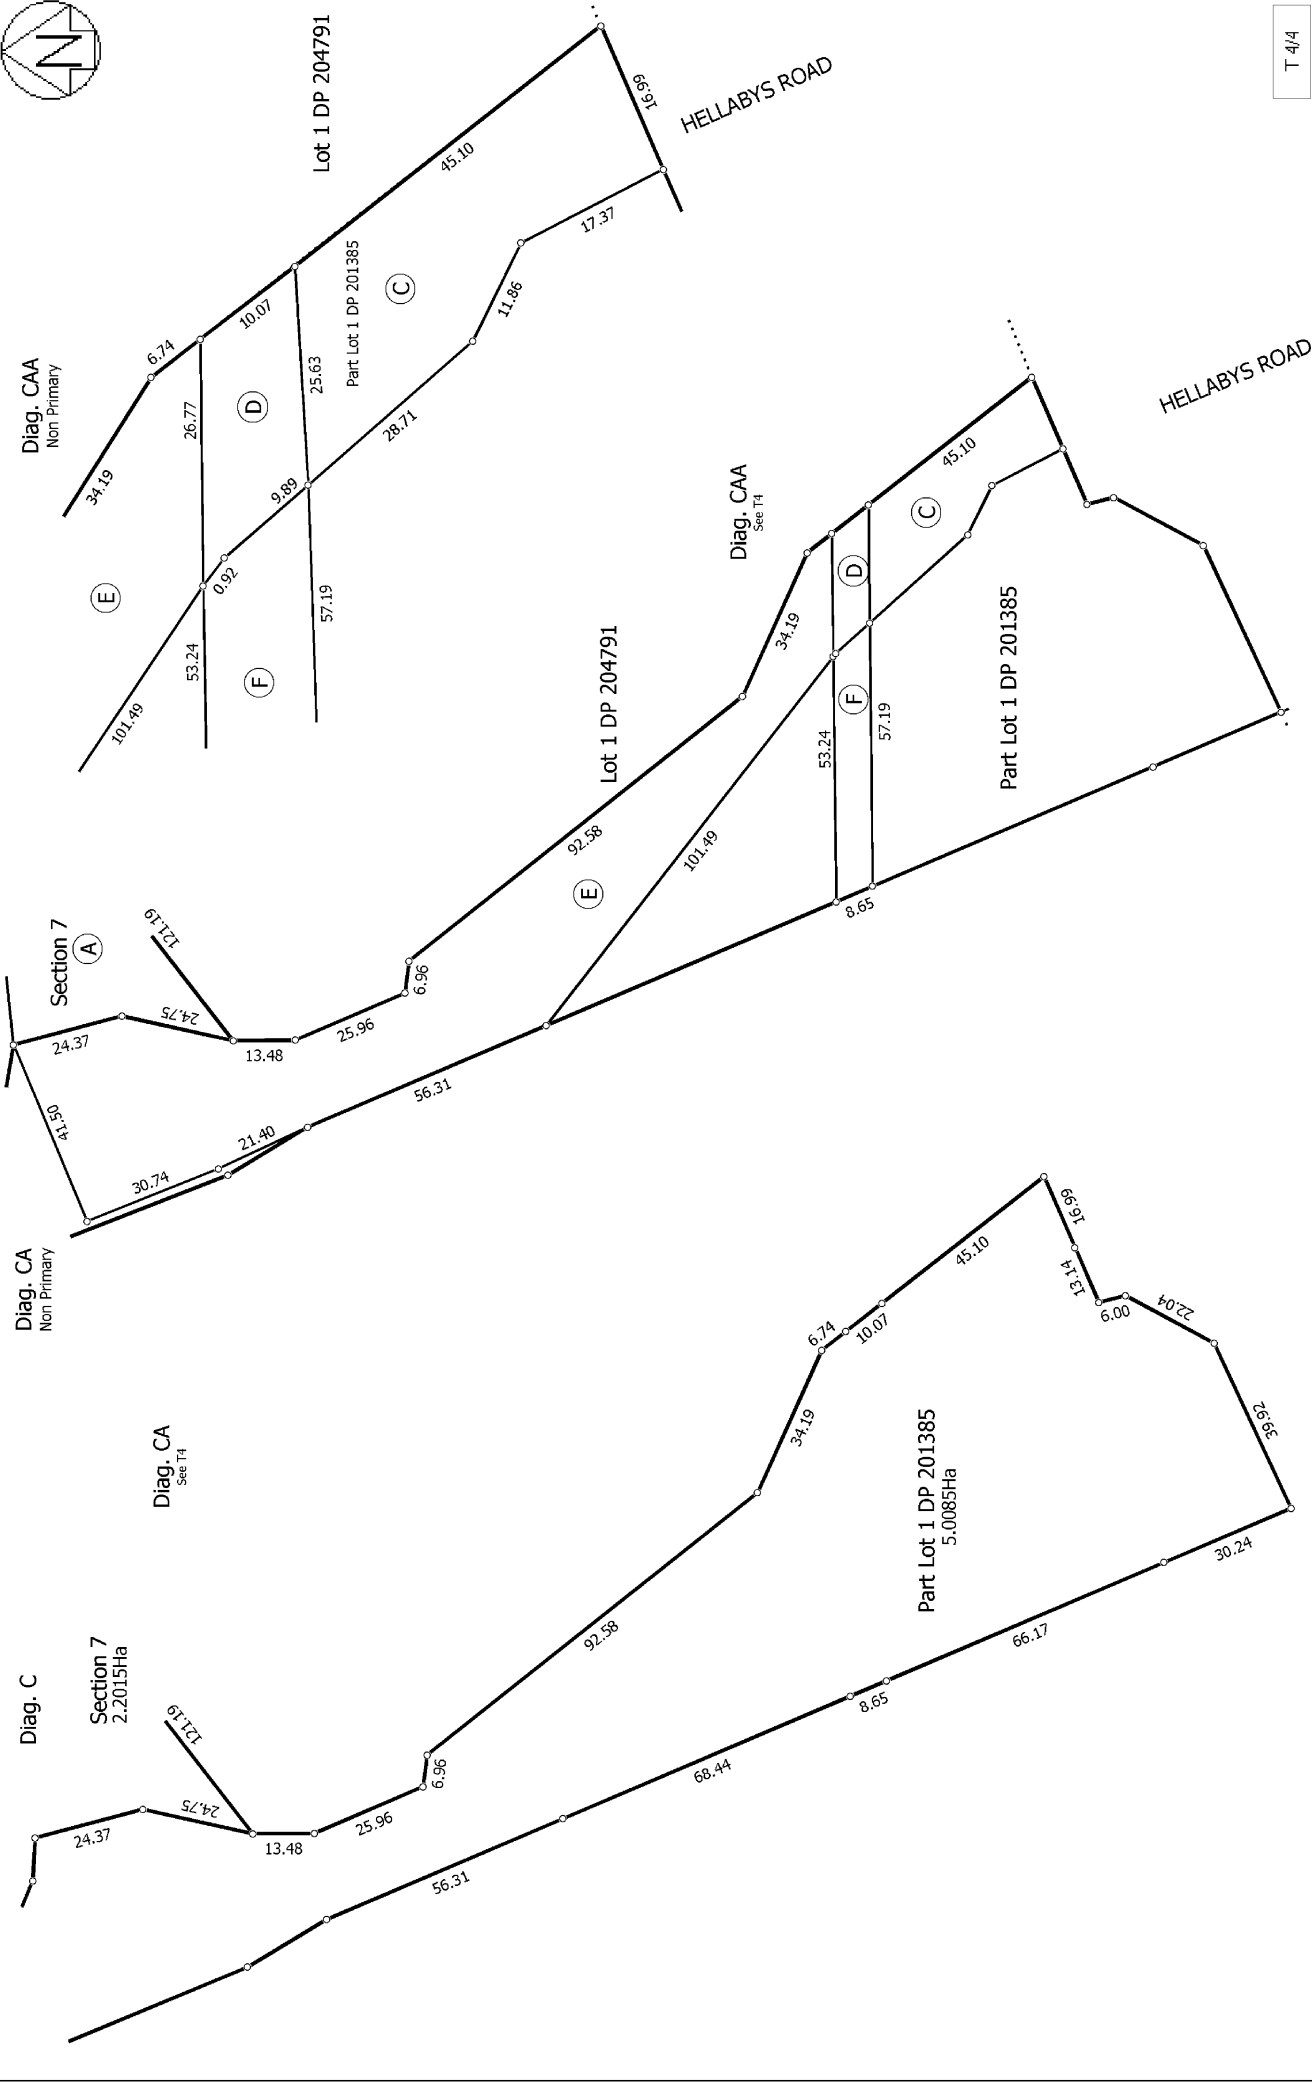 Diag. C
Section 7
2.2015Ha
121.19
24.37
24.75
13.48
25.96
6.96
56.31
92.58
68.44
8.65
66.17
30.24
34.19
6.74
10.07
45.10
16.99
13.14
6.00
22.04
39.92
Part Lot 1 DP 201385
5.0085Ha
Diag. CA
See T4
Diag. CA
Non Primary
Section 7
A
121.19
24.37
24.75
13.48
25.96
6.96
41.50
30.74
21.40
56.31
92.58
E
101.49
Lot 1 DP 204791
34.19
53.24
F
57.19
8.65
D
C
45.10
Diag. CAA
See T4
Part Lot 1 DP 201385
HELLABYS ROAD
Diag. CAA
Non Primary
34.19
6.74
E
101.49
26.77
10.07
D
0.92
9.89
53.24
F
57.19
25.63
Part Lot 1 DP 201385
C
28.71
11.86
17.37
45.10
16.99
Lot 1 DP 204791
HELLABYS ROAD
N
T 4/4